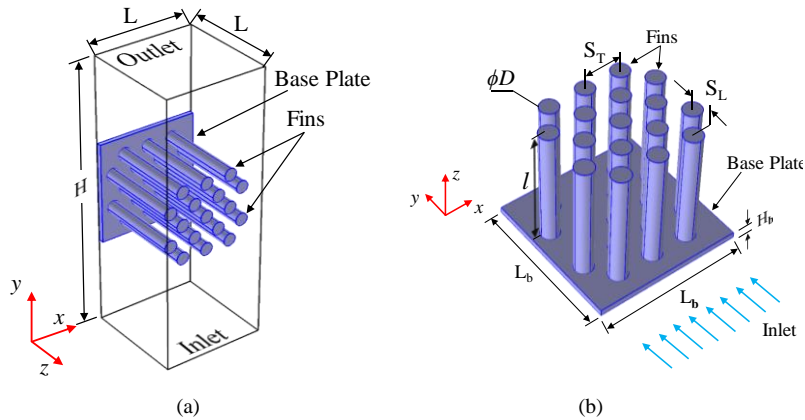 L
L
Outlet
Base Plate
Fins
H
y
x
z
Inlet
(a)
S_T
Fins
ϕD
S_L
l
Base Plate
H_b
z
y
x
L_b
L_b
Inlet
(b)